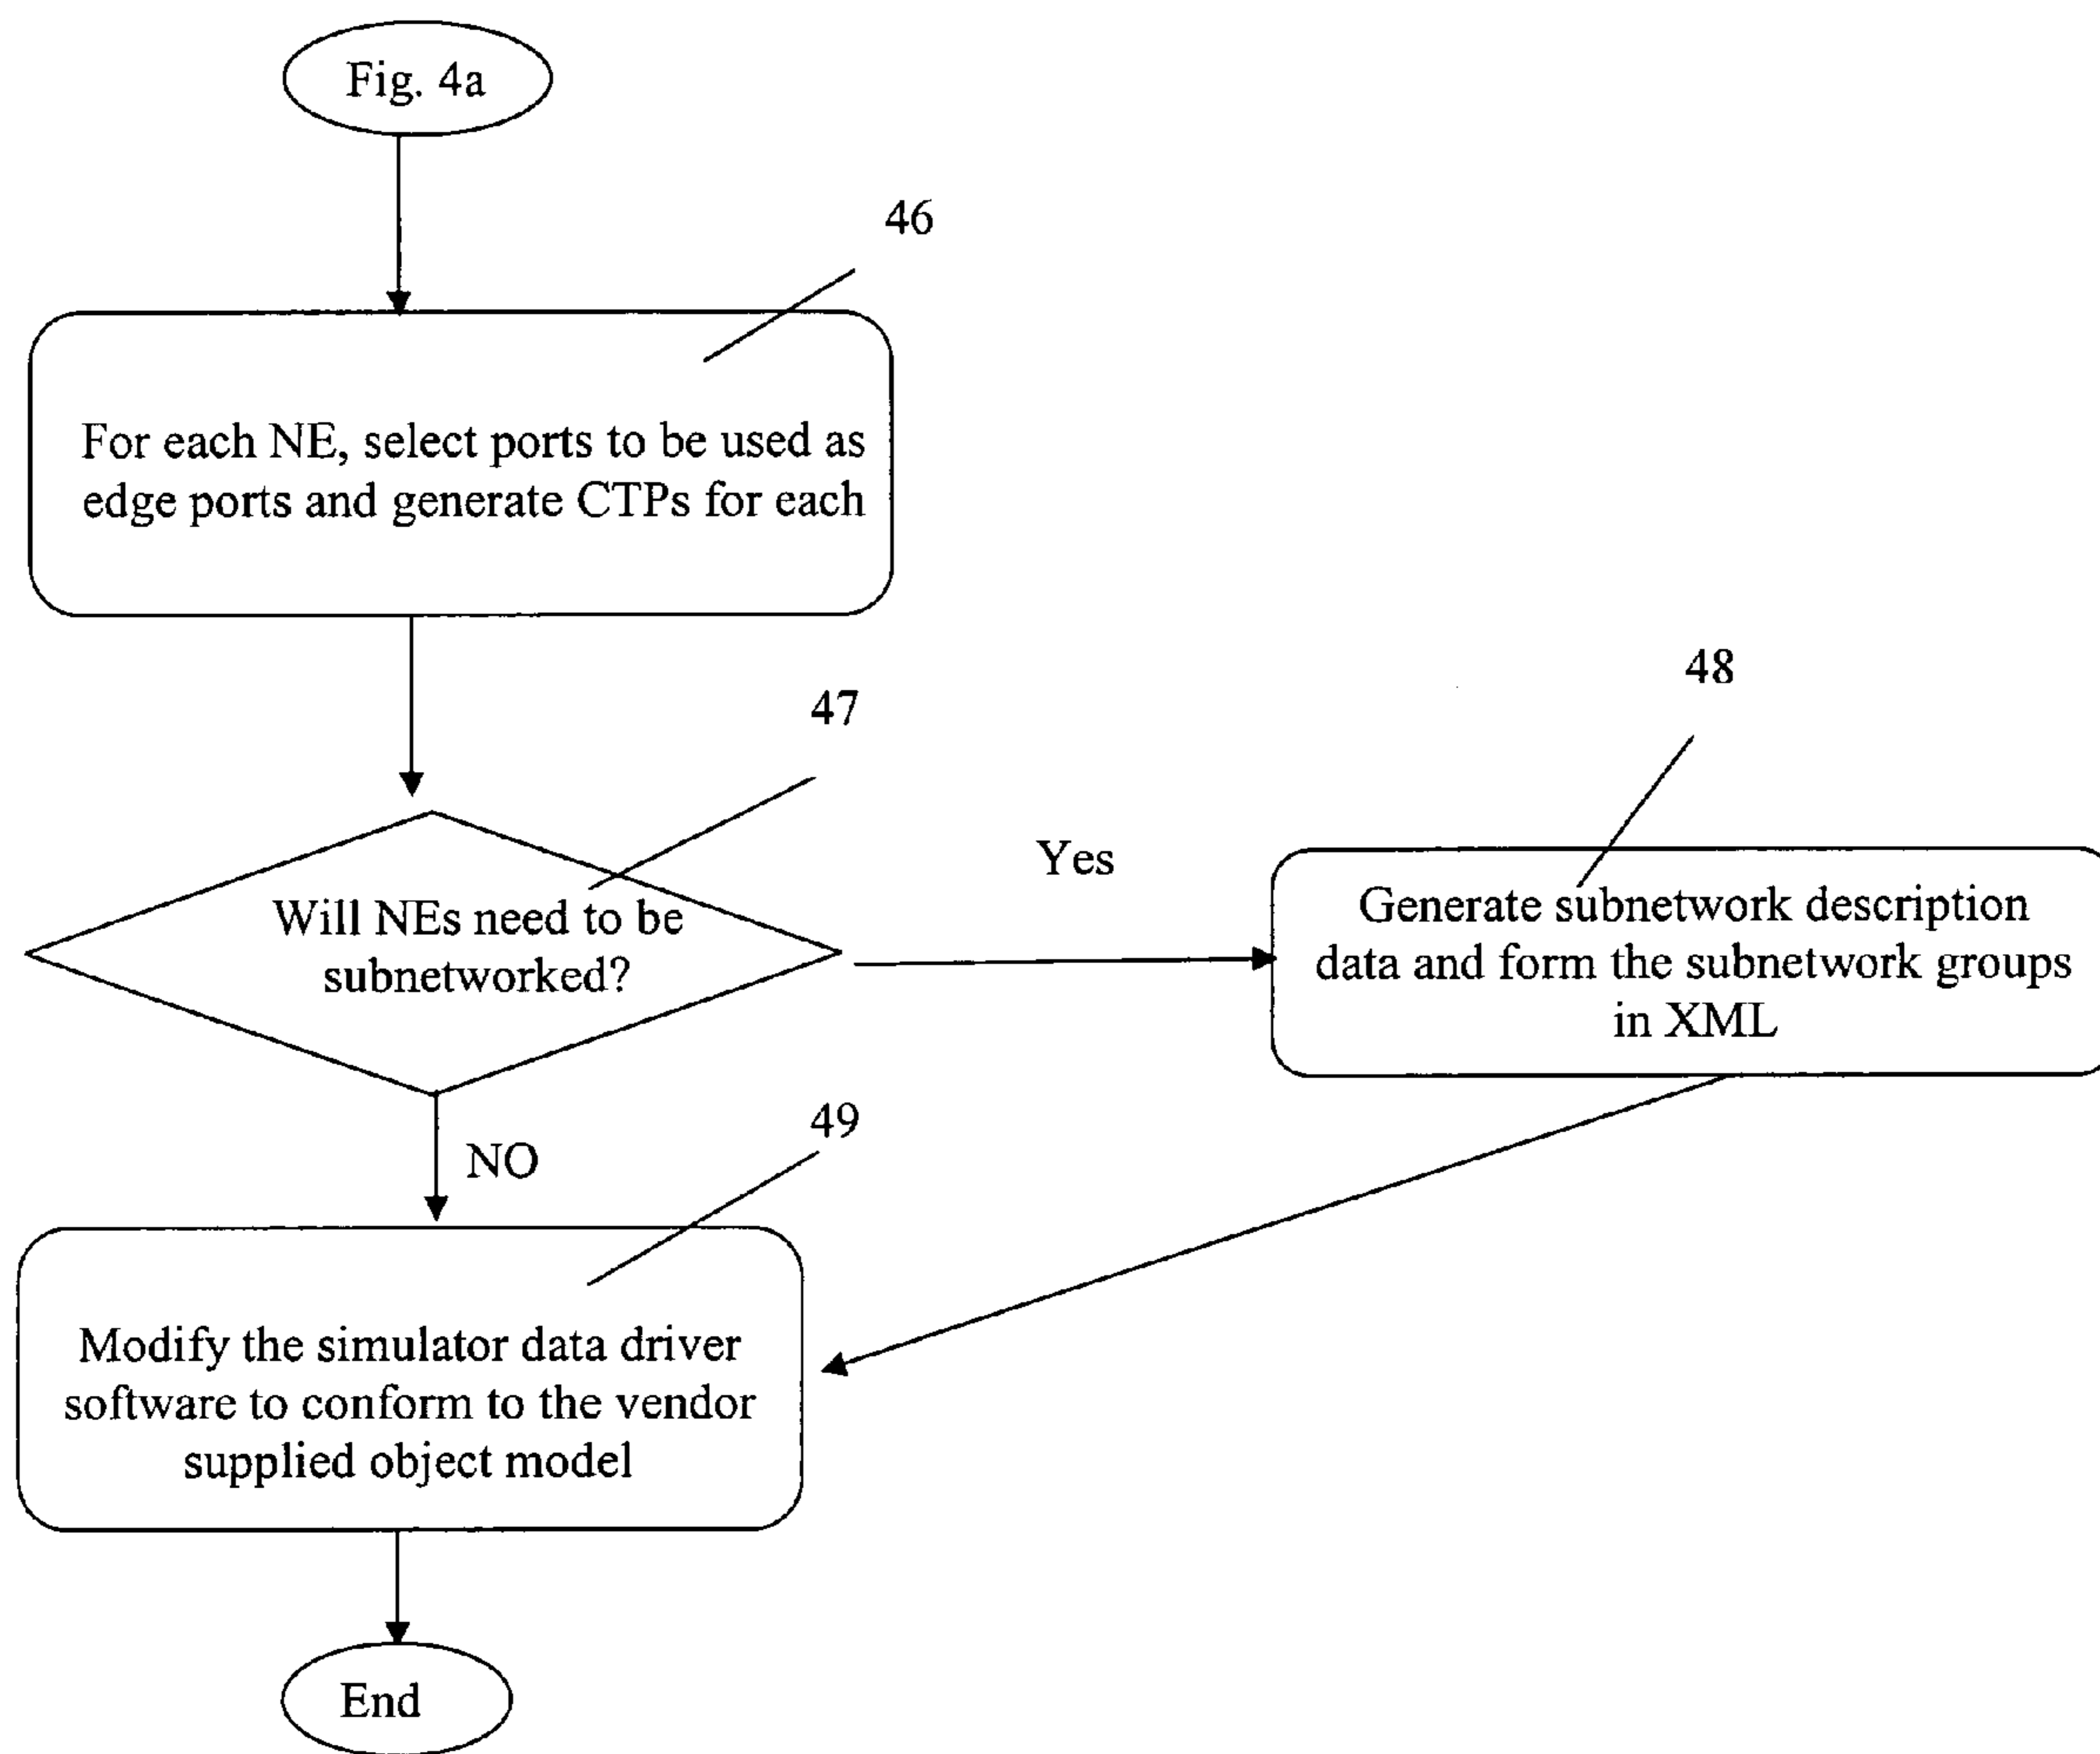 Fig. 4a
46
For each NE, select ports to be used as
edge ports and generate CTPs for each
47
Will NEs need to be
subnetworked?
Yes
48
Generate subnetwork description
data and form the subnetwork groups
in XML
NO
49
Modify the simulator data driver
software to conform to the vendor
supplied object model
End